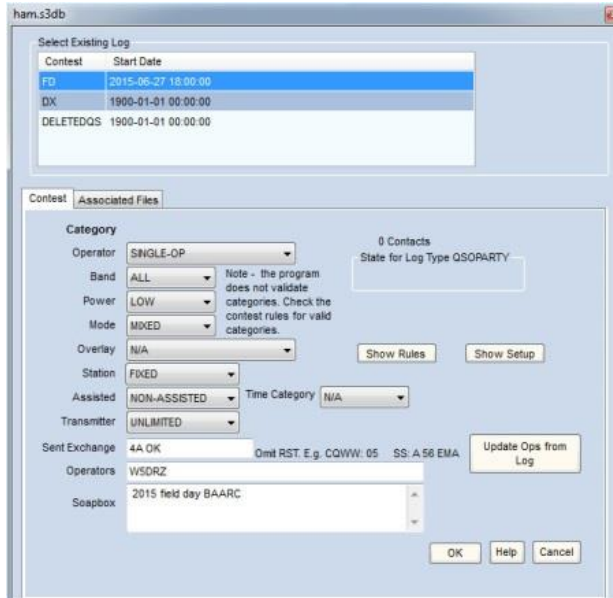 ham.s3db
Select Existing Log
Contest Start Date
FD 2015-06-27 18:00:00
DX 1900-01-01 00:00:00
DELETEDQS 1900-01-01 00:00:00
Contest Associated Files
Category
0 Contacts
Operator SINGLE-OP
State for Log Type QSOPARTY
Band ALL
Note - the program
does not validate
categories. Check the
contest rules for valid
categories.
Power LOW
Mode MIXED
Overlay N/A
Show Rules Show Setup
Station FIXED
Assisted NON-ASSISTED Time Category N/A
Transmitter UNLIMITED
Sent Exchange 4A OK Omit RST. E.g. CQWW: 05 SS: A 56 EMA
Update Ops from
Log
Operators W5DRZ
Soapbox 2015 field day BAARC
OK Help Cancel